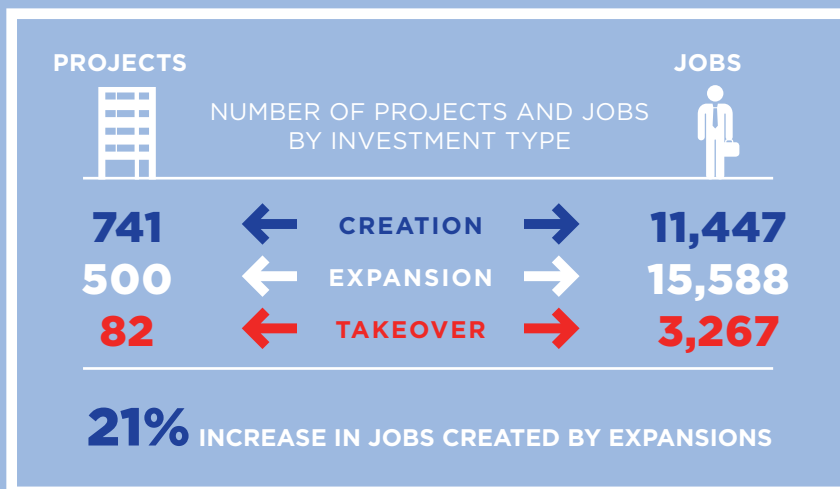 PROJECTS
JOBS
NUMBER OF PROJECTS AND JOBS
BY INVESTMENT TYPE
741 CREATION 11,447
500 EXPANSION 15,588
82 TAKEOVER 3,267
21% INCREASE IN JOBS CREATED BY EXPANSIONS